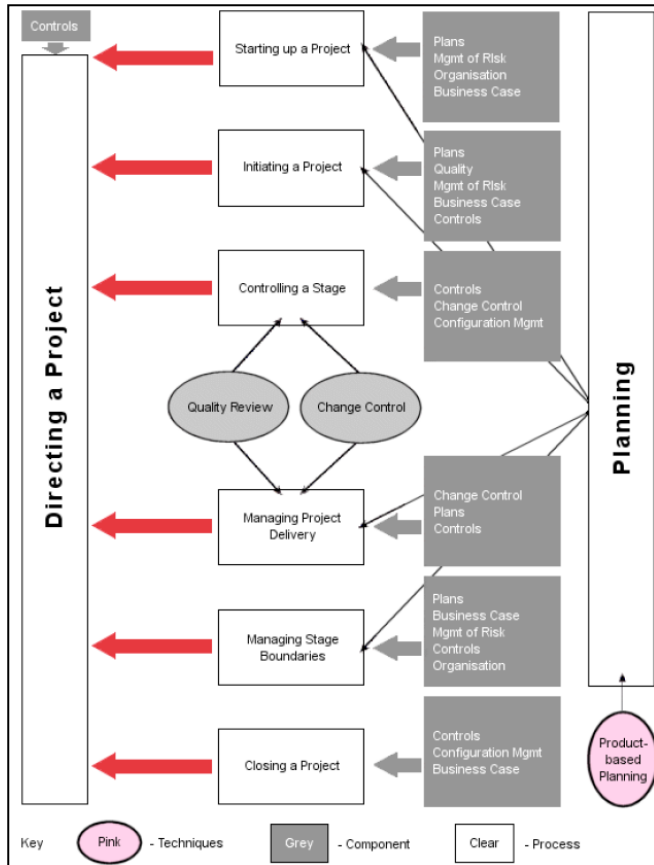 Controls
Directing a Project
Starting up a Project
Plans
Mgmt of RIsk
Organisation
Business Case
Initiating a Project
Plans
Quality
Mgmt of RIsk
Business Case
Controls
Controlling a Stage
Controls
Change Control
Configuration Mgmt
Quality Review
Change Control
Planning
Managing Project
Delivery
Change Control
Plans
Controls
Managing Stage
Boundaries
Plans
Business Case
Mgmt of Risk
Controls
Organisation
Closing a Project
Controls
Configuration Mgmt
Business Case
Product-
based
Planning
Key
Pink
- Techniques
Grey
- Component
Clear
- Process